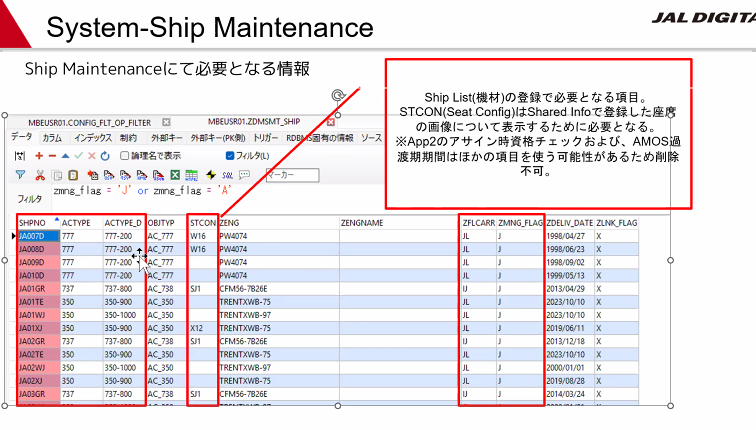 JAL DIGITA
System-Ship Maintenance
Ship Maintenanceにて必要となる情報
Ship List(機材)の登録で必要となる項目。
STCON(Seat Config)はShared Infoで登録した座席
の画像について表示するために必要となる。
※App2のアサイン時資格チェックおよび、AMOS過
渡期期間はほかの項目を使う可能性があるため削除
不可。
MBEUSR01.CONFIG_FLT_OP_FILTER MBEUSR01.ZDMSMT_SHIP
データ カラム インデックス 制約 外部キー 外部キー(PK側) トリガー RDBMS固有の情報 ソース
論理名で表示 フィルタ(L)
SQL マーカー
zmng_flag = 'J' or zmng_flag = 'A'
フィルタ
SHPNO ACTYPE ACTYPE_D OBJTYP STCON ZENG ZENGNAME ZFLCARR ZMNG_FLAG ZDELIV_DATE ZLNK_FLAG
JA007D 777 777-200 AC_777 W16 PW4074 JL J 1998/04/27 X
JA008D 777 777-200 AC_777 W16 PW4074 JL J 1998/06/23 X
JA009D 777 777-200 AC_777 PW4074 JL J 1998/09/02 X
JA010D 777 777-200 AC_777 PW4074 JL J 1999/05/13 X
JA01GR 737 737-800 AC_738 SJ1 CFM56-7B26E IJ J 2013/04/29 X
JA01TE 350 350-900 AC_350 TRENTXWB-75 JL J 2023/10/10 X
JA01WJ 350 350-1000 AC_350 TRENTXWB-97 JL J 2023/10/10 X
JA01XJ 350 350-900 AC_350 X12 TRENTXWB-75 JL J 2019/06/11 X
JA02GR 737 737-800 AC_738 SJ1 CFM56-7B26E IJ J 2013/12/18 X
JA02TE 350 350-900 AC_350 TRENTXWB-75 JL J 2023/10/10 X
JA02WJ 350 350-1000 AC_350 TRENTXWB-97 JL J 2000/01/01 X
JA02XJ 350 350-900 AC_350 TRENTXWB-75 JL J 2019/08/28 X
JA03GR 737 737-800 AC_738 SJ1 CFM56-7B26E IJ J 2014/03/24 X